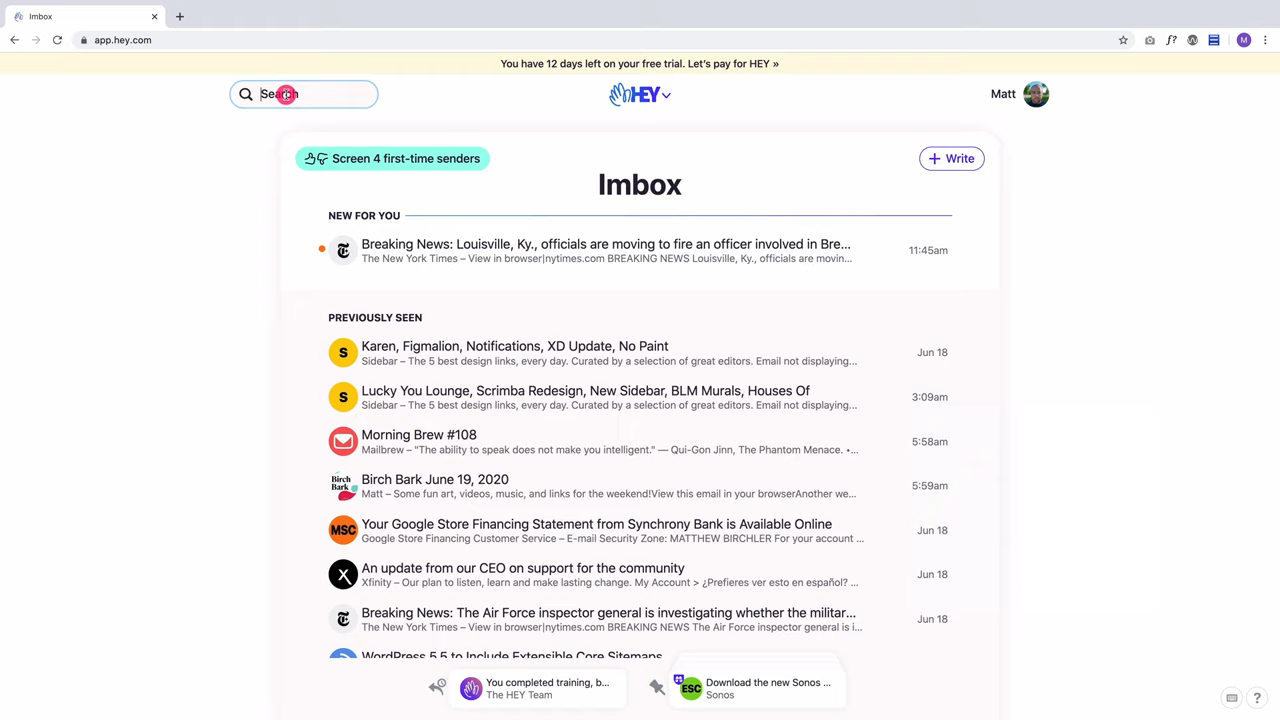 Imbox
app.hey.com
You have 12 days left on your free trial. Let's pay for HEY »
Search
HEY
Matt
Screen 4 first-time senders
Write
Imbox
NEW FOR YOU
Breaking News: Louisville, Ky., officials are moving to fire an officer involved in Bre...
The New York Times – View in browser|nytimes.com BREAKING NEWS Louisville, Ky., officials are movin...
11:45am
PREVIOUSLY SEEN
S
Karen, Figmalion, Notifications, XD Update, No Paint
Sidebar – The 5 best design links, every day. Curated by a selection of great editors. Email not displaying...
Jun 18
S
Lucky You Lounge, Scrimba Redesign, New Sidebar, BLM Murals, Houses Of
Sidebar – The 5 best design links, every day. Curated by a selection of great editors. Email not displaying...
3:09am
Morning Brew #108
Mailbrew – "The ability to speak does not make you intelligent." — Qui-Gon Jinn, The Phantom Menace. •...
5:58am
Birch
Bark
Birch Bark June 19, 2020
Matt – Some fun art, videos, music, and links for the weekend!View this email in your browserAnother we...
5:59am
MSC
Your Google Store Financing Statement from Synchrony Bank is Available Online
Google Store Financing Customer Service – E-mail Security Zone: MATTHEW BIRCHLER For your account ...
Jun 18
X
An update from our CEO on support for the community
Xfinity – Our plan to listen, learn and make lasting change. My Account > ¿Prefieres ver esto en español? ...
Jun 18
Breaking News: The Air Force inspector general is investigating whether the militar...
The New York Times – View in browser|nytimes.com BREAKING NEWS The Air Force inspector general is i...
Jun 18
WordPress 5.5 to Include Extensible Core Sitemaps
You completed training, b...
The HEY Team
ESC
Download the new Sonos ...
Sonos